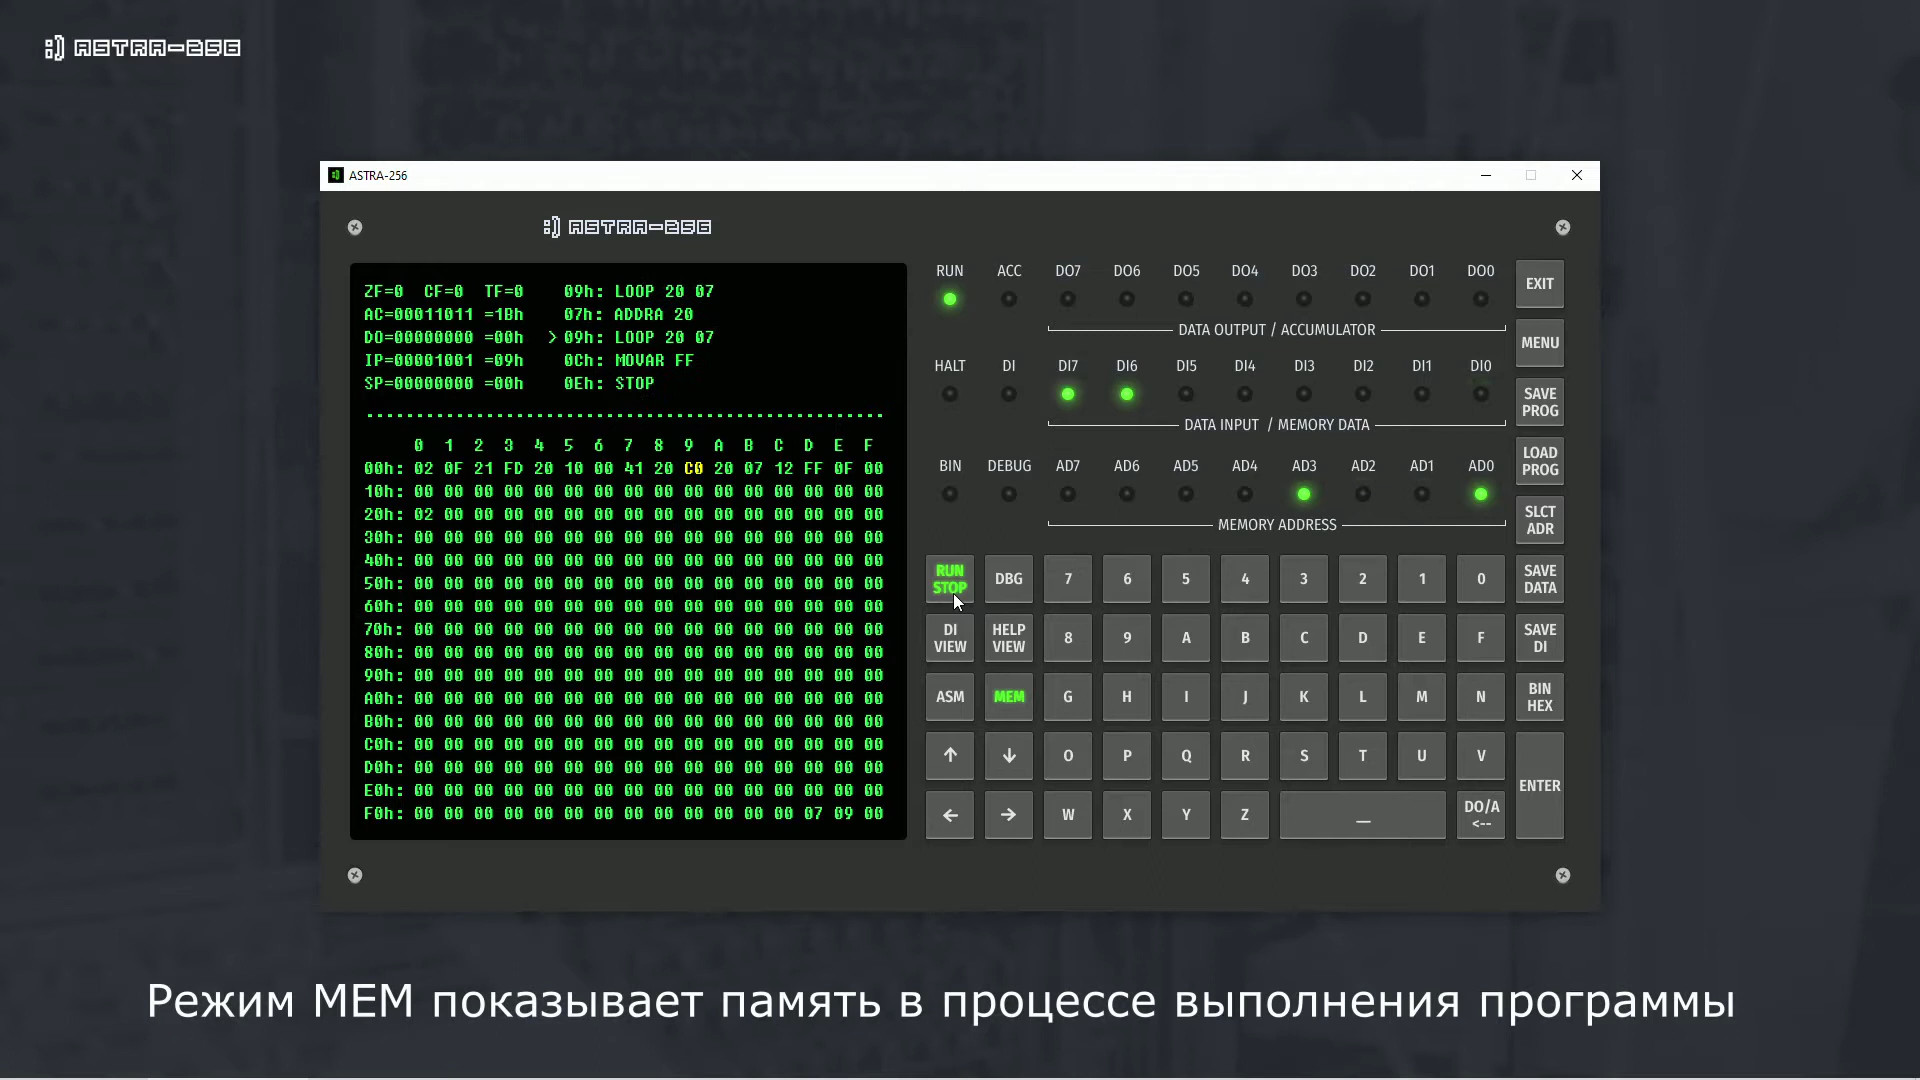 :) ASTRA-256
ASTRA-256
:) ASTRA-256
ZF=0 CF=0 TF=0 09h: LOOP 20 07
AC=00011011 =1Bh 07h: ADDRA 20
DO=00000000 =00h >09h: LOOP 20 07
IP=00001001 =09h 0Ch: MOVAR FF
SP=00000000 =00h 0Eh: STOP
0 1 2 3 4 5 6 7 8 9 A B C D E F
00h: 02 0F 21 FD 20 10 00 41 20 C0 20 07 12 FF 0F 00
10h: 00 00 00 00 00 00 00 00 00 00 00 00 00 00 00 00
20h: 02 00 00 00 00 00 00 00 00 00 00 00 00 00 00 00
30h: 00 00 00 00 00 00 00 00 00 00 00 00 00 00 00 00
40h: 00 00 00 00 00 00 00 00 00 00 00 00 00 00 00 00
50h: 00 00 00 00 00 00 00 00 00 00 00 00 00 00 00 00
60h: 00 00 00 00 00 00 00 00 00 00 00 00 00 00 00 00
70h: 00 00 00 00 00 00 00 00 00 00 00 00 00 00 00 00
80h: 00 00 00 00 00 00 00 00 00 00 00 00 00 00 00 00
90h: 00 00 00 00 00 00 00 00 00 00 00 00 00 00 00 00
A0h: 00 00 00 00 00 00 00 00 00 00 00 00 00 00 00 00
B0h: 00 00 00 00 00 00 00 00 00 00 00 00 00 00 00 00
C0h: 00 00 00 00 00 00 00 00 00 00 00 00 00 00 00 00
D0h: 00 00 00 00 00 00 00 00 00 00 00 00 00 00 00 00
E0h: 00 00 00 00 00 00 00 00 00 00 00 00 00 00 00 00
F0h: 00 00 00 00 00 00 00 00 00 00 00 00 00 07 09 00
RUN ACC DO7 DO6 DO5 DO4 DO3 DO2 DO1 DO0 EXIT
DATA OUTPUT / ACCUMULATOR
MENU
HALT DI DI7 DI6 DI5 DI4 DI3 DI2 DI1 DI0
SAVE PROG
DATA INPUT / MEMORY DATA
BIN DEBUG AD7 AD6 AD5 AD4 AD3 AD2 AD1 AD0
LOAD PROG
MEMORY ADDRESS
SLCT ADR
RUN STOP DBG 7 6 5 4 3 2 1 0 SAVE DATA
DI VIEW HELP VIEW 8 9 A B C D E F SAVE DI
ASM MEM G H I J K L M N BIN HEX
↑ ↓ O P Q R S T U V ENTER
← → W X Y Z _ DO/A <--
Режим MEM показывает память в процессе выполнения программы